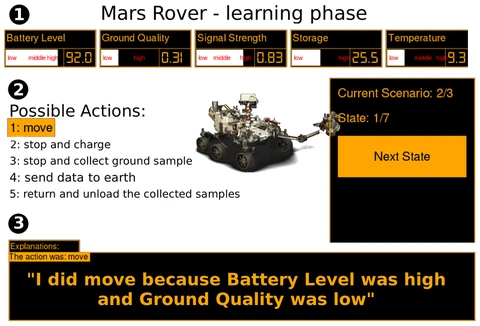 1 Mars Rover - learning phase
Battery Level Ground Quality Signal Strength Storage Temperature
low middle high 92.0 low high 0.31 low middle high 0.83 low middle high 25.5 low middle high 9.3
2
Possible Actions:
1: move
2: stop and charge
3: stop and collect ground sample
4: send data to earth
5: return and unload the collected samples
Current Scenario: 2/3
State: 1/7
Next State
3
Explanations:
The action was: move
"I did move because Battery Level was high
and Ground Quality was low"